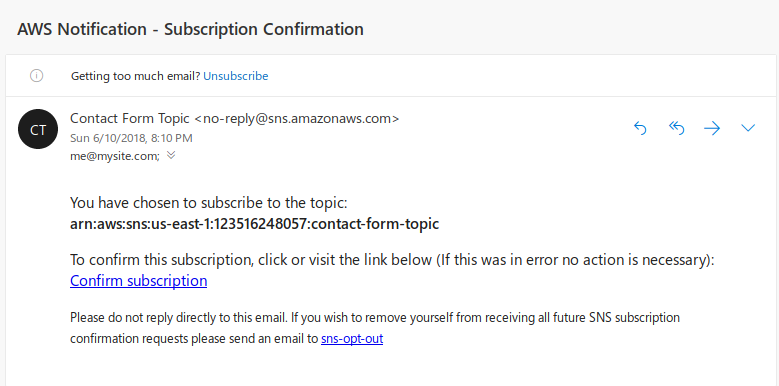 AWS Notification - Subscription Confirmation
Getting too much email? Unsubscribe
CT
Contact Form Topic <no-reply@sns.amazonaws.com>
Sun 6/10/2018, 8:10 PM
me@mysite.com;
You have chosen to subscribe to the topic:
arn:aws:sns:us-east-1:123516248057:contact-form-topic
To confirm this subscription, click or visit the link below (If this was in error no action is necessary):
Confirm subscription
Please do not reply directly to this email. If you wish to remove yourself from receiving all future SNS subscription
confirmation requests please send an email to sns-opt-out